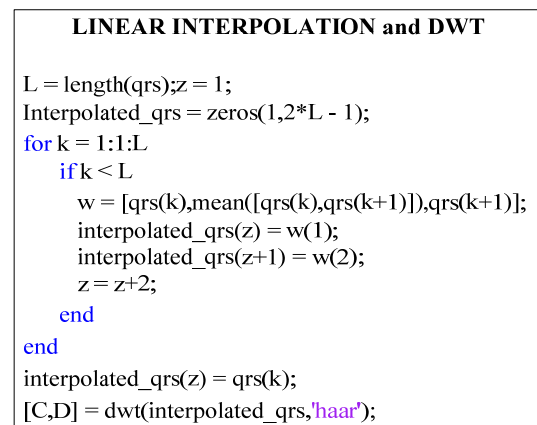 LINEAR INTERPOLATION and DWT
L = length(qrs);z = 1;
Interpolated_qrs = zeros(1,2*L - 1);
for k = 1:1:L
if k < L
w = [qrs(k),mean([qrs(k),qrs(k+1)]),qrs(k+1)];
interpolated_qrs(z) = w(1);
interpolated_qrs(z+1) = w(2);
z = z+2;
end
end
interpolated_qrs(z) = qrs(k);
[C,D] = dwt(interpolated_qrs,'haar');